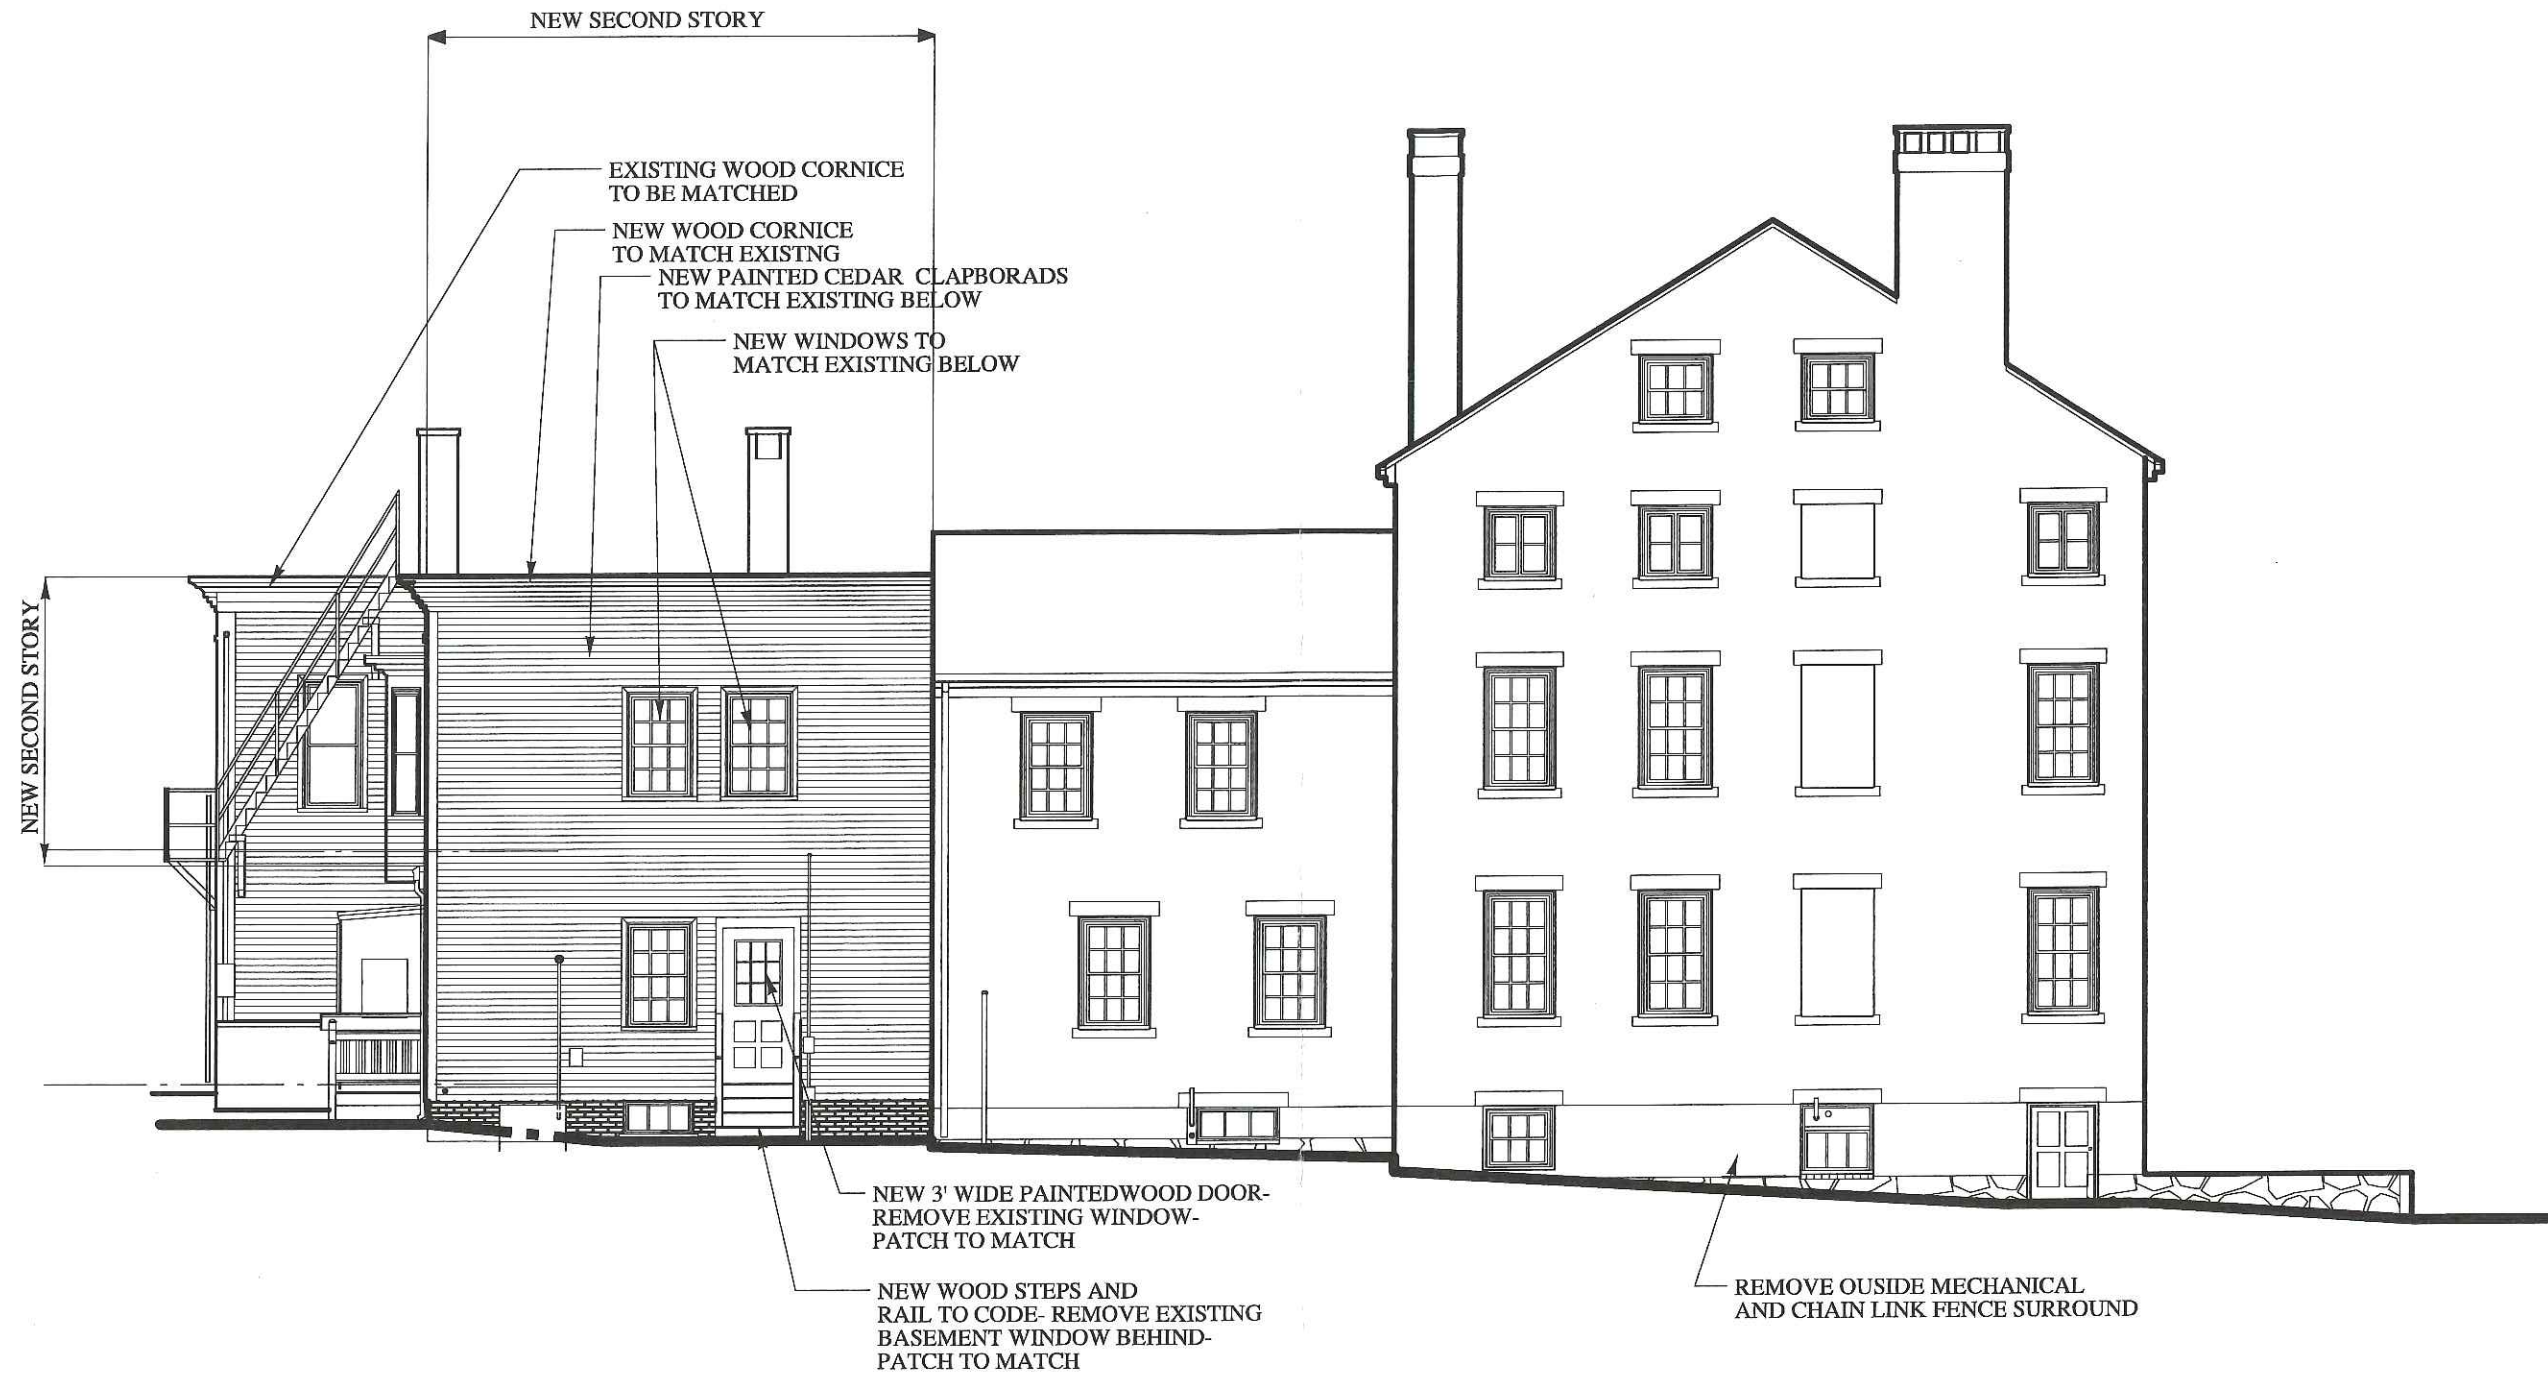 NEW SECOND STORY
EXISTING WOOD CORNICE
TO BE MATCHED
NEW WOOD CORNICE
TO MATCH EXISTNG
NEW PAINTED CEDAR CLAPBORADS
TO MATCH EXISTING BELOW
NEW WINDOWS TO
MATCH EXISTING BELOW
NEW SECOND STORY
NEW 3' WIDE PAINTEDWOOD DOOR-
REMOVE EXISTING WINDOW-
PATCH TO MATCH
NEW WOOD STEPS AND
RAIL TO CODE- REMOVE EXISTING
BASEMENT WINDOW BEHIND-
PATCH TO MATCH
REMOVE OUSIDE MECHANICAL
AND CHAIN LINK FENCE SURROUND